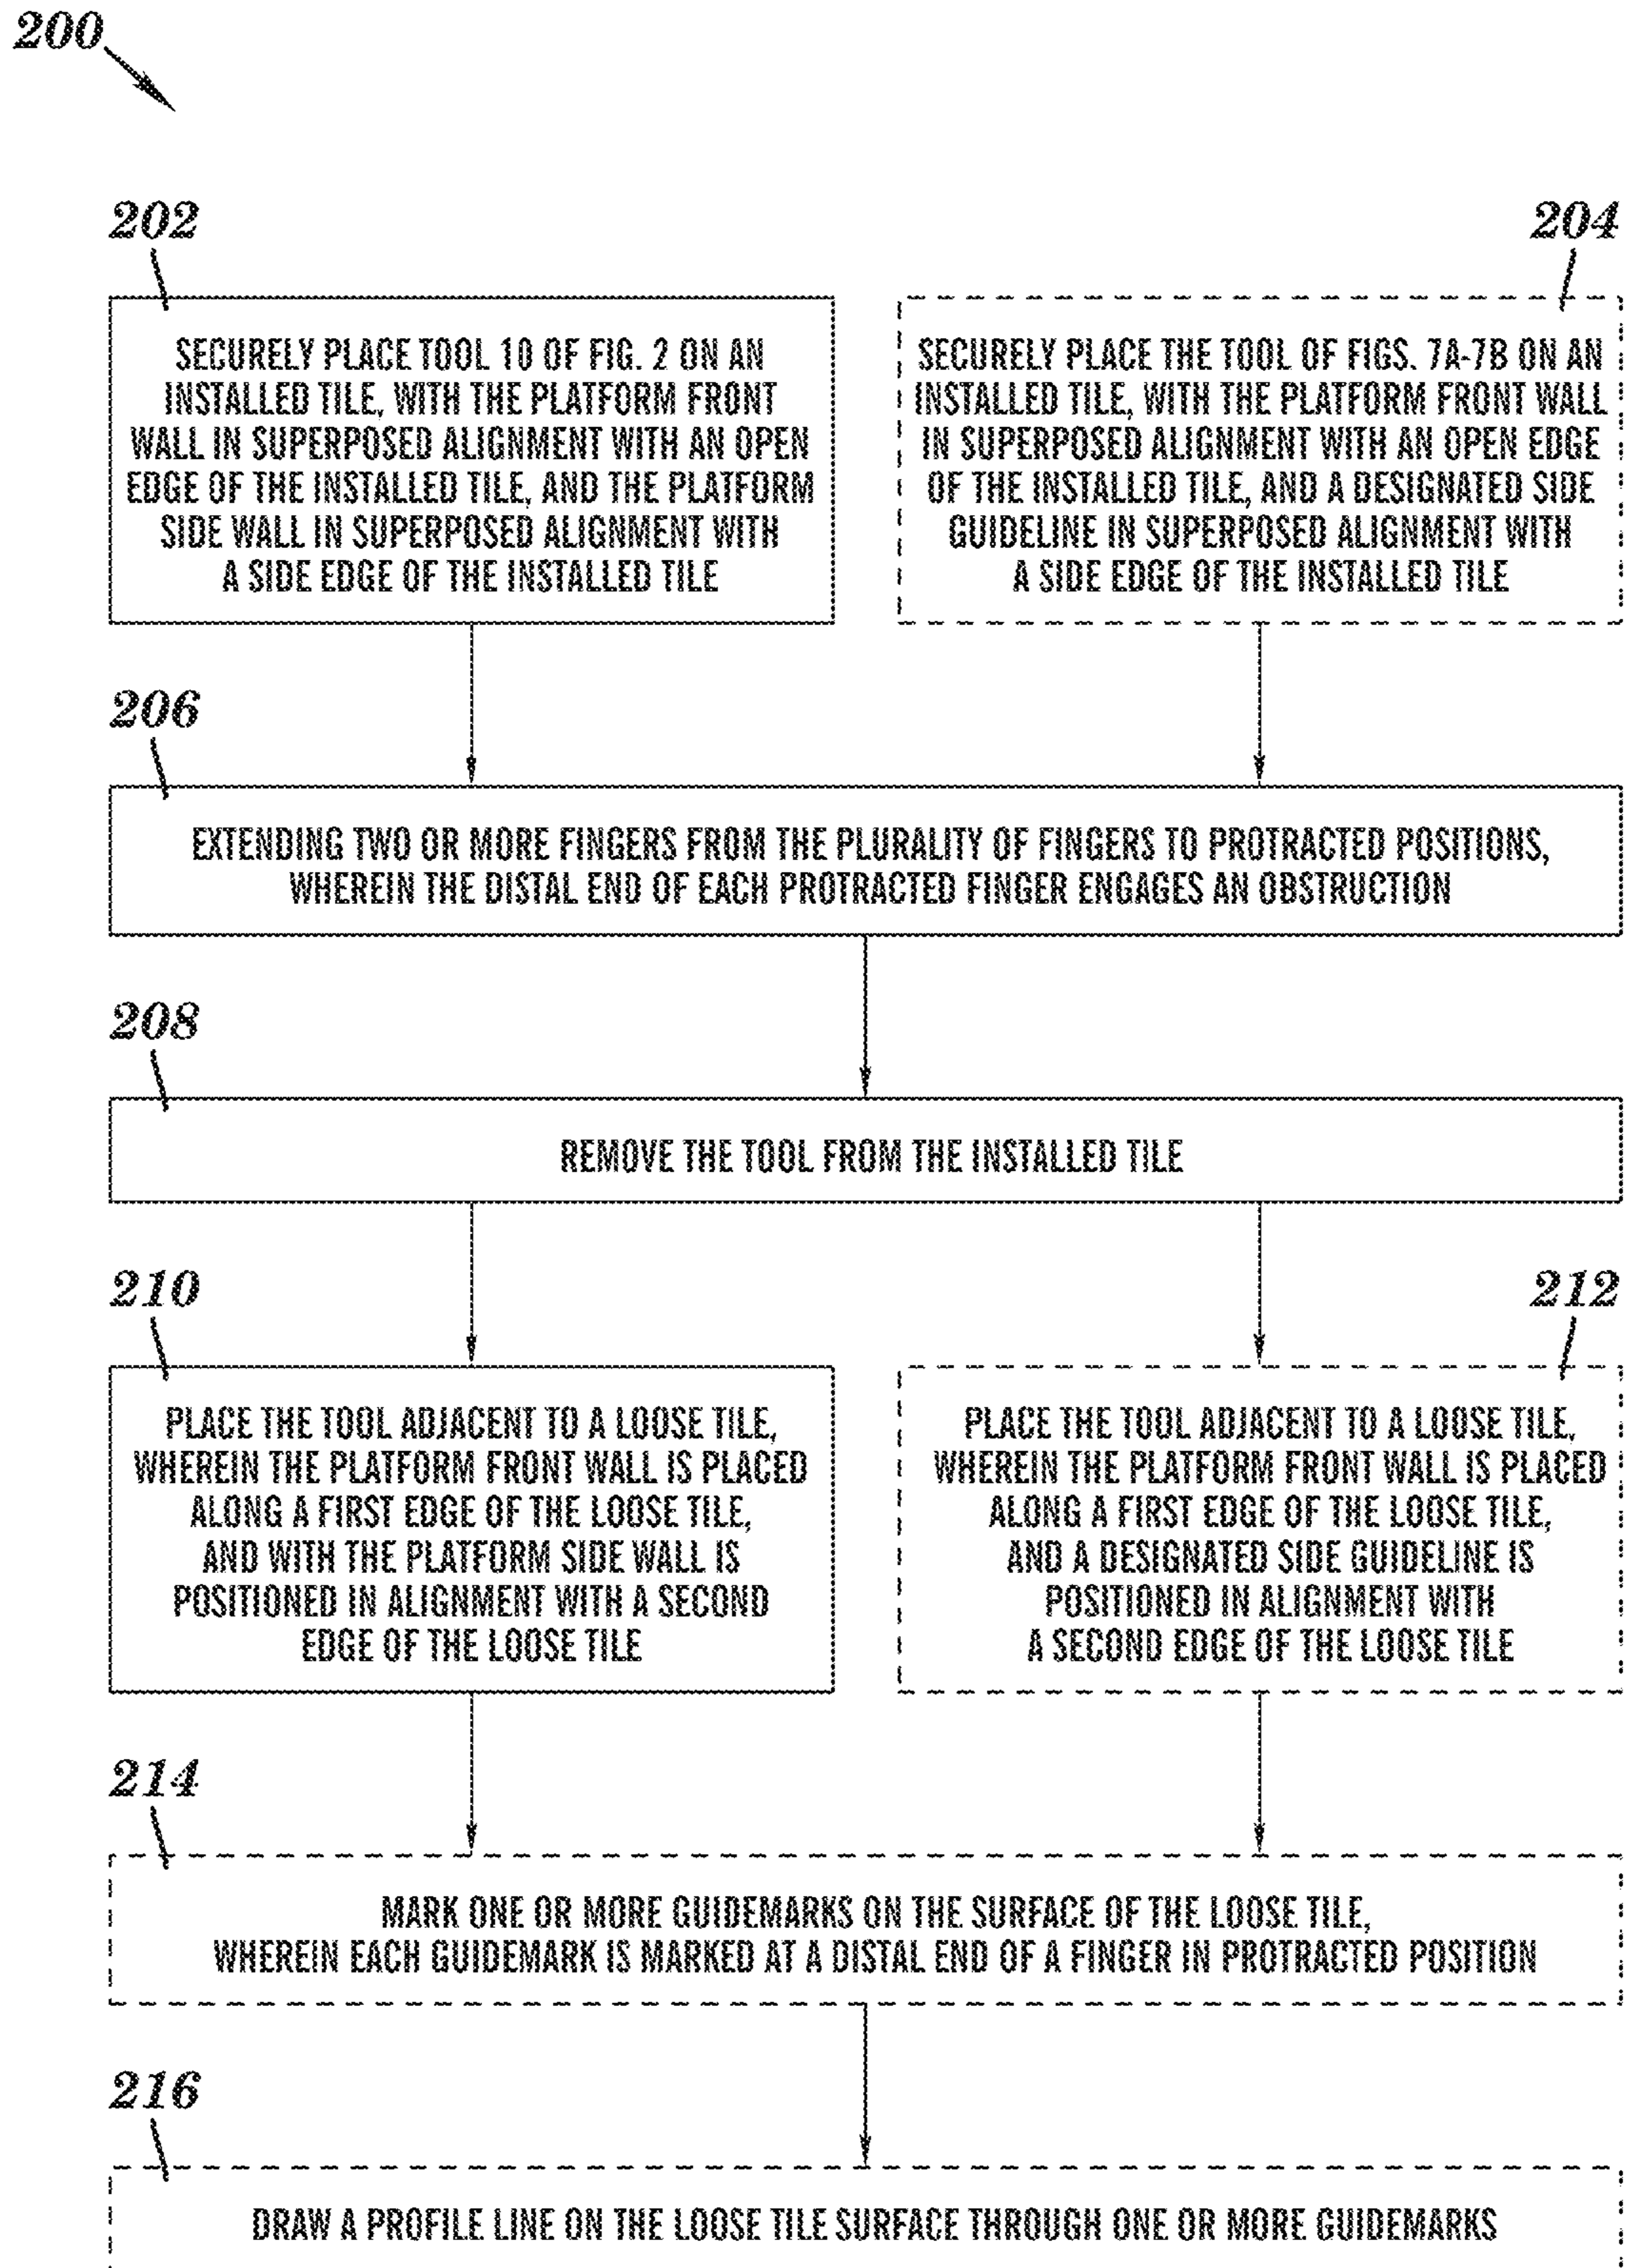 200
202
SECURELY PLACE TOOL 10 OF FIG. 2 ON AN
INSTALLED TILE, WITH THE PLATFORM FRONT
WALL IN SUPERPOSED ALIGNMENT WITH AN OPEN
EDGE OF THE INSTALLED TILE, AND THE PLATFORM
SIDE WALL IN SUPERPOSED ALIGNMENT WITH
A SIDE EDGE OF THE INSTALLED TILE
204
SECURELY PLACE THE TOOL OF FIGS. 7A-7B ON AN
INSTALLED TILE, WITH THE PLATFORM FRONT WALL
IN SUPERPOSED ALIGNMENT WITH AN OPEN EDGE
OF THE INSTALLED TILE, AND A DESIGNATED SIDE
GUIDELINE IN SUPERPOSED ALIGNMENT WITH
A SIDE EDGE OF THE INSTALLED TILE
206
EXTENDING TWO OR MORE FINGERS FROM THE PLURALITY OF FINGERS TO PROTRACTED POSITIONS,
WHEREIN THE DISTAL END OF EACH PROTRACTED FINGER ENGAGES AN OBSTRUCTION
208
REMOVE THE TOOL FROM THE INSTALLED TILE
210
PLACE THE TOOL ADJACENT TO A LOOSE TILE,
WHEREIN THE PLATFORM FRONT WALL IS PLACED
ALONG A FIRST EDGE OF THE LOOSE TILE,
AND WITH THE PLATFORM SIDE WALL IS
POSITIONED IN ALIGNMENT WITH A SECOND
EDGE OF THE LOOSE TILE
212
PLACE THE TOOL ADJACENT TO A LOOSE TILE,
WHEREIN THE PLATFORM FRONT WALL IS PLACED
ALONG A FIRST EDGE OF THE LOOSE TILE,
AND A DESIGNATED SIDE GUIDELINE IS
POSITIONED IN ALIGNMENT WITH
A SECOND EDGE OF THE LOOSE TILE
214
MARK ONE OR MORE GUIDEMARKS ON THE SURFACE OF THE LOOSE TILE,
WHEREIN EACH GUIDEMARK IS MARKED AT A DISTAL END OF A FINGER IN PROTRACTED POSITION
216
DRAW A PROFILE LINE ON THE LOOSE TILE SURFACE THROUGH ONE OR MORE GUIDEMARKS